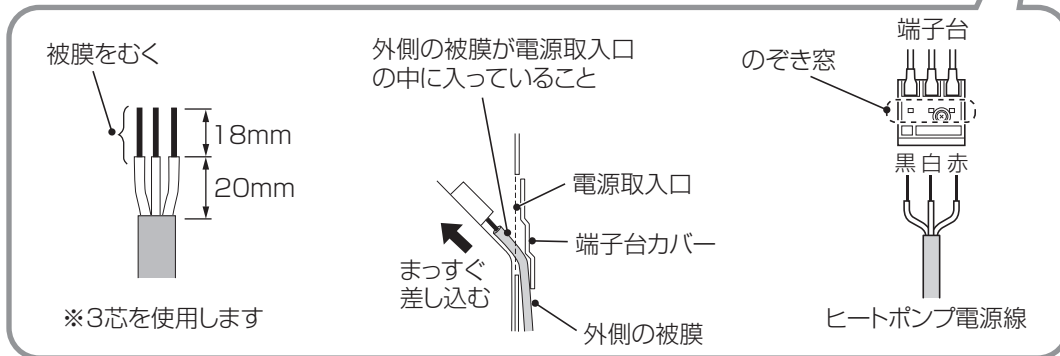 被膜をむく
18mm
20mm
※3芯を使用します
外側の被膜が電源取入口
の中に入っていること
電源取入口
端子台カバー
まっすぐ
差し込む
外側の被膜
端子台
のぞき窓
黒 白 赤
ヒートポンプ電源線